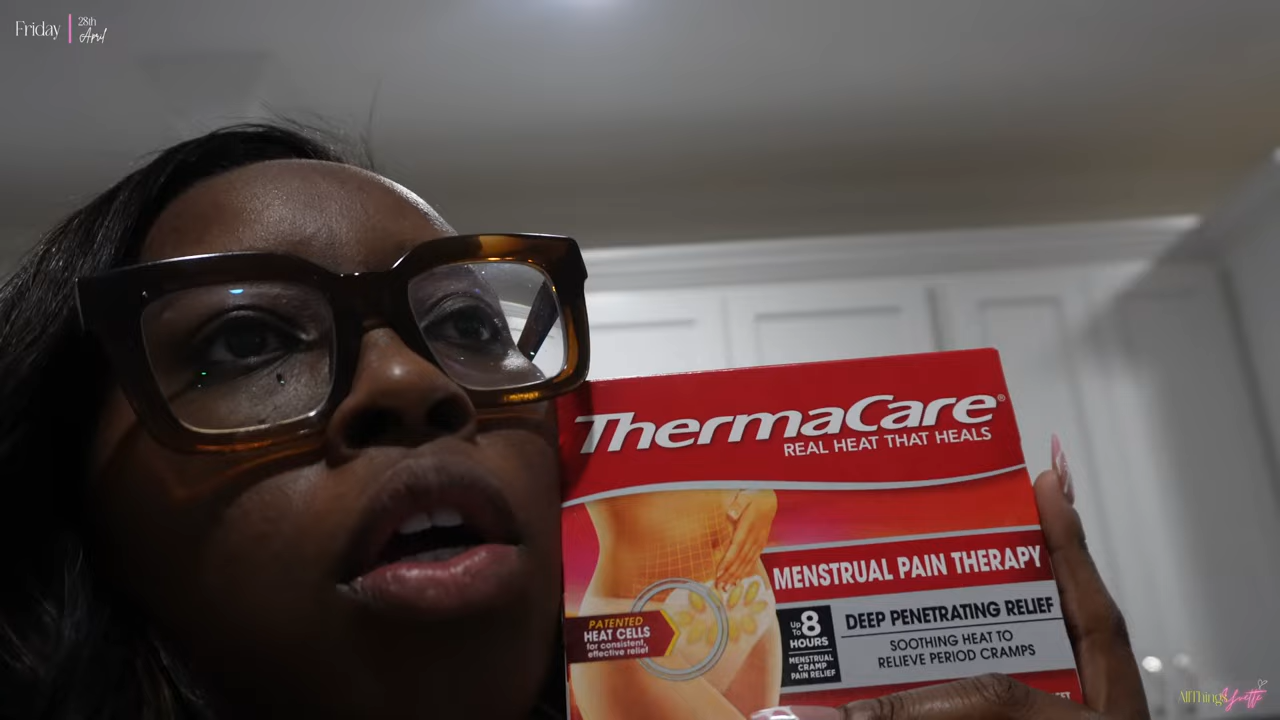 Friday
28th
April
ThermaCare®
REAL HEAT THAT HEALS
MENSTRUAL PAIN THERAPY
PATENTED
HEAT CELLS
for consistent,
effective relief
Up To 8
HOURS
MENSTRUAL
CRAMP
PAIN RELIEF
DEEP PENETRATING RELIEF
SOOTHING HEAT TO
RELIEVE PERIOD CRAMPS
AllThingsYvette